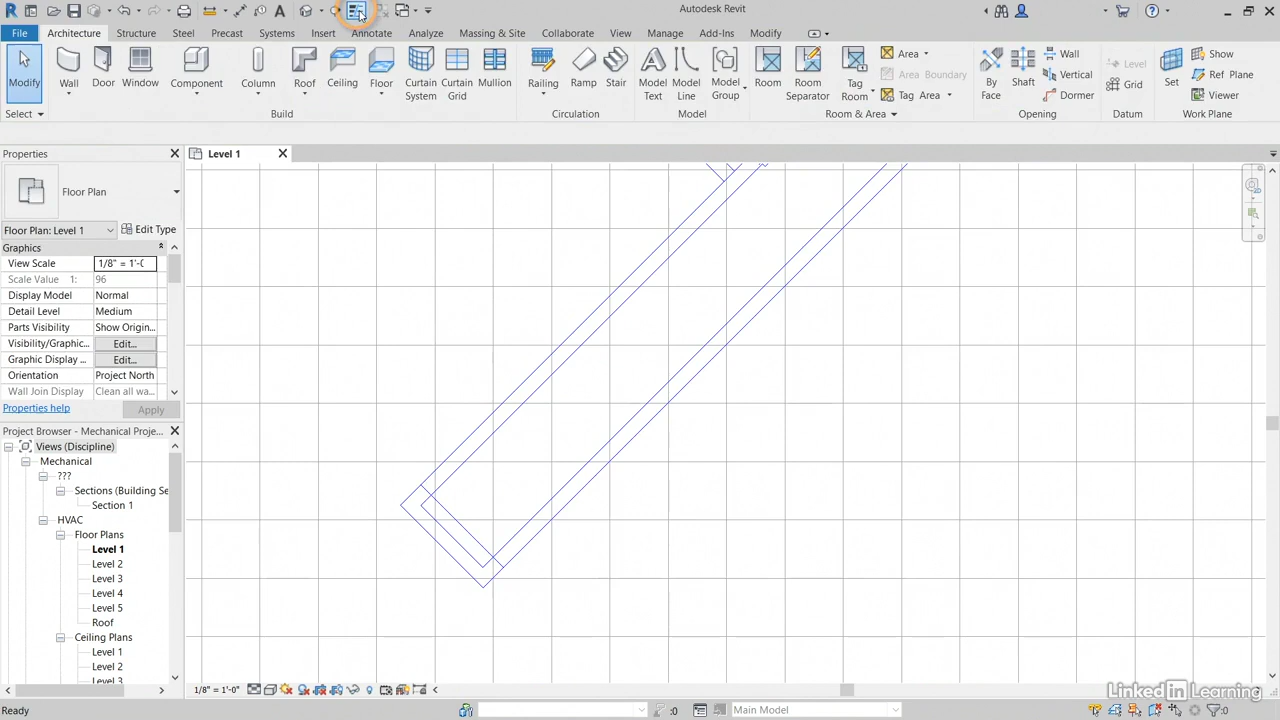 Autodesk Revit
File
Architecture
Structure
Steel
Precast
Systems
Insert
Annotate
Analyze
Massing & Site
Collaborate
View
Manage
Add-Ins
Modify
Modify
Wall
Door
Window
Component
Column
Roof
Ceiling
Floor
Curtain
System
Curtain
Grid
Mullion
Railing
Ramp
Stair
Model
Text
Model
Line
Model
Group
Room
Room
Separator
Tag
Room
Area
Area Boundary
Tag Area
By
Face
Shaft
Wall
Vertical
Dormer
Level
Grid
Set
Show
Ref Plane
Viewer
Select
Build
Circulation
Model
Room & Area
Opening
Datum
Work Plane
Properties
Level 1
Floor Plan
Floor Plan: Level 1
Edit Type
Graphics
View Scale
1/8" = 1'-0
Scale Value 1:
96
Display Model
Normal
Detail Level
Medium
Parts Visibility
Show Origin...
Visibility/Graphic...
Edit...
Graphic Display ...
Edit...
Orientation
Project North
Wall Join Display
Clean all wa...
Properties help
Apply
Project Browser - Mechanical Proje...
Views (Discipline)
Mechanical
???
Sections (Building Se
Section 1
HVAC
Floor Plans
Level 1
Level 2
Level 3
Level 4
Level 5
Roof
Ceiling Plans
Level 1
Level 2
Level 3
1/8" = 1'-0"
Ready
:0
Main Model
:0
LinkedIn Learning